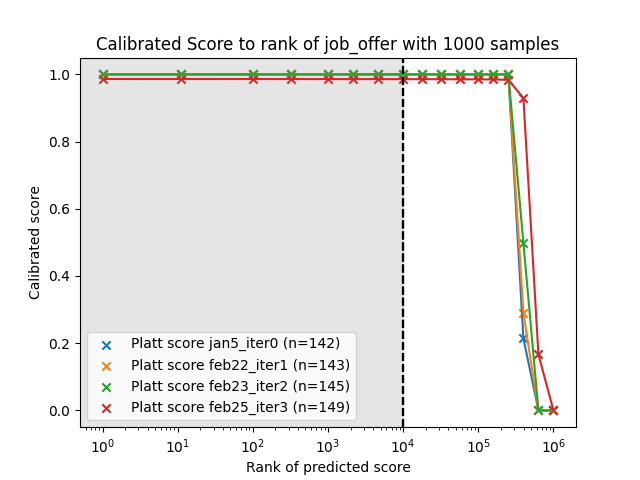 Calibrated Score to rank of job_offer with 1000 samples
Calibrated score
1.0
0.8
0.6
0.4
0.2
0.0
Platt score jan5_iter0 (n=142)
Platt score feb22_iter1 (n=143)
Platt score feb23_iter2 (n=145)
Platt score feb25_iter3 (n=149)
10⁰ 10¹ 10² 10³ 10⁴ 10⁵ 10⁶
Rank of predicted score